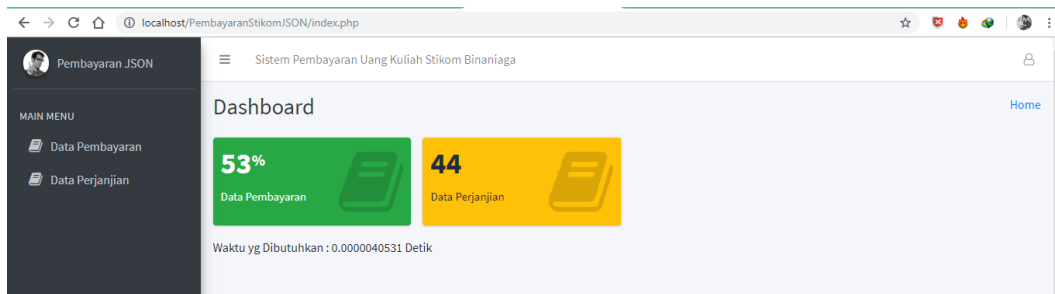 localhost/PembayaranStikomJSON/index.php
Pembayaran JSON
Sistem Pembayaran Uang Kuliah Stikom Binaniaga
MAIN MENU
Data Pembayaran
Data Perjanjian
Dashboard
Home
53%
Data Pembayaran
44
Data Perjanjian
Waktu yg Dibutuhkan : 0.0000040531 Detik